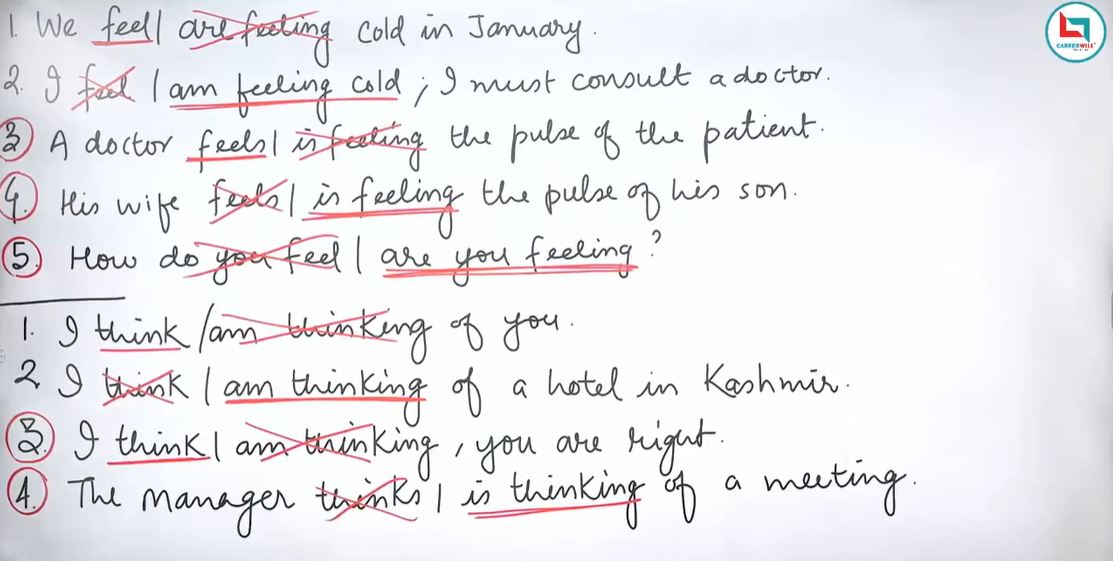 1. We feel | are feeling cold in January.
2. I feel | am feeling cold ; I must consult a doctor.
3 A doctor feels | is feeling the pulse of the patient.
4. His wife feels | is feeling the pulse of his son.
5. How do you feel | are you feeling ?
1. I think / am thinking of you.
2 I think | am thinking of a hotel in Kashmir.
3. I think | am thinking, you are right.
4. The manager thinks | is thinking of a meeting.
CAREERWILL